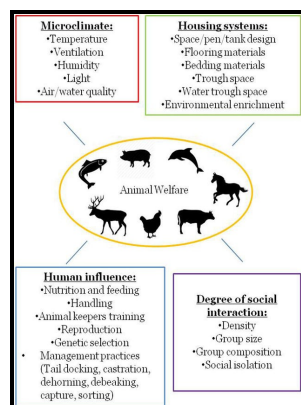 Microclimate:
•Temperature
•Ventilation
•Humidity
•Light
•Air/water quality
Housing systems:
•Space/pen/tank design
•Flooring materials
•Bedding materials
•Trough space
•Water trough space
•Environmental enrichment
Animal Welfare
Human influence:
•Nutrition and feeding
•Handling
•Animal keepers training
•Reproduction
•Genetic selection
• Management practices
(Tail docking, castration,
dehorning, debeaking,
capture, sorting)
Degree of social
interaction:
•Density
•Group size
•Group composition
•Social isolation